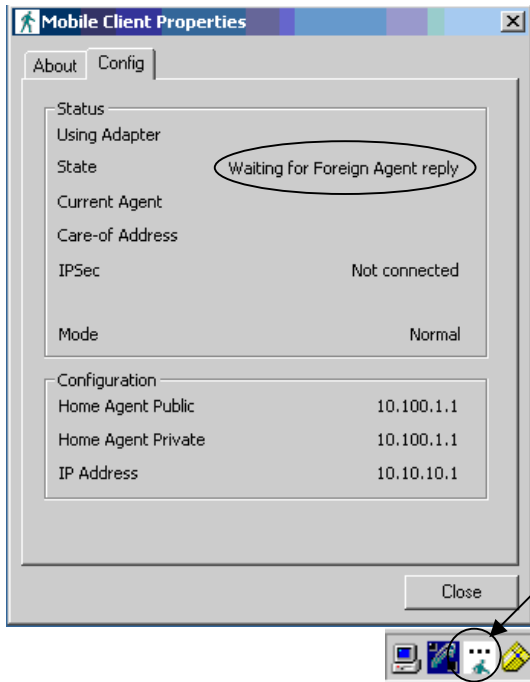 Mobile Client Properties
About Config
Status
Using Adapter
State Waiting for Foreign Agent reply
Current Agent
Care-of Address
IPSec Not connected
Mode Normal
Configuration
Home Agent Public 10.100.1.1
Home Agent Private 10.100.1.1
IP Address 10.10.10.1
Close